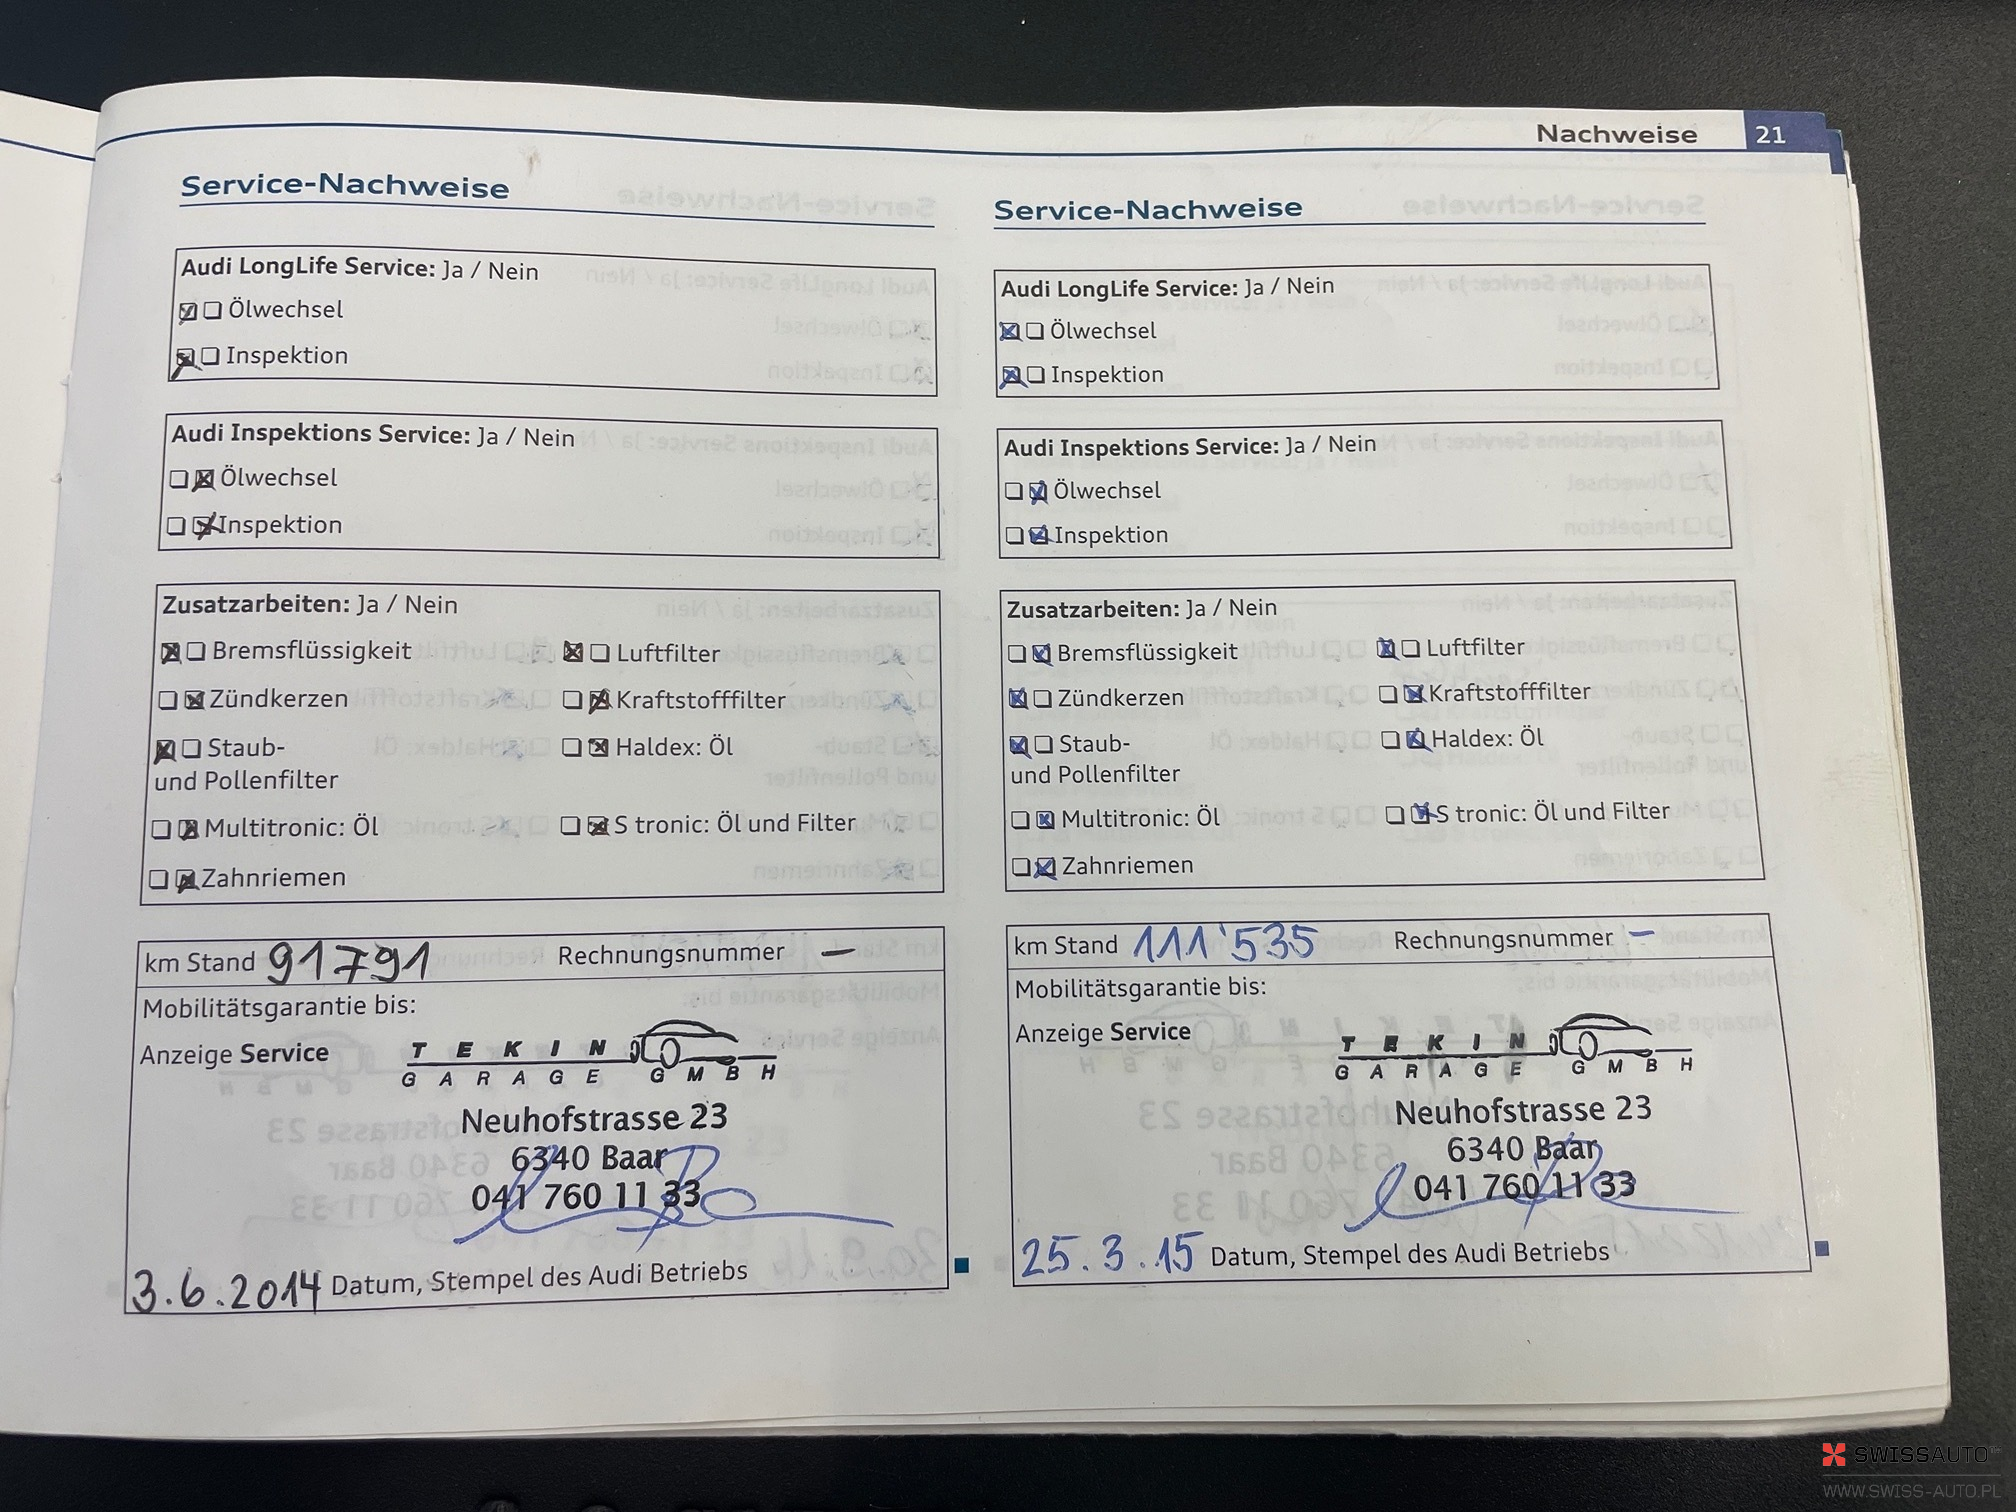 Nachweise 21
Service-Nachweise
Audi LongLife Service: Ja / Nein
Ölwechsel
Inspektion
Audi Inspektions Service: Ja / Nein
Ölwechsel
Inspektion
Zusatzarbeiten: Ja / Nein
Bremsflüssigkeit Luftfilter
Zündkerzen Kraftstofffilter
Staub- Haldex: Öl
und Pollenfilter
Multitronic: Öl S tronic: Öl und Filter
Zahnriemen
km Stand 91791 Rechnungsnummer –
Mobilitätsgarantie bis:
Anzeige Service
TEKIN
GARAGE GMBH
Neuhofstrasse 23
6340 Baar
041 760 11 33
3.6.2014 Datum, Stempel des Audi Betriebs
Service-Nachweise
Audi LongLife Service: Ja / Nein
Ölwechsel
Inspektion
Audi Inspektions Service: Ja / Nein
Ölwechsel
Inspektion
Zusatzarbeiten: Ja / Nein
Bremsflüssigkeit Luftfilter
Zündkerzen Kraftstofffilter
Staub- Haldex: Öl
und Pollenfilter
Multitronic: Öl S tronic: Öl und Filter
Zahnriemen
km Stand 111'535 Rechnungsnummer –
Mobilitätsgarantie bis:
Anzeige Service
TEKIN
GARAGE GMBH
Neuhofstrasse 23
6340 Baar
041 760 11 33
25.3.15 Datum, Stempel des Audi Betriebs
SWISSAUTO
WWW.SWISS-AUTO.PL